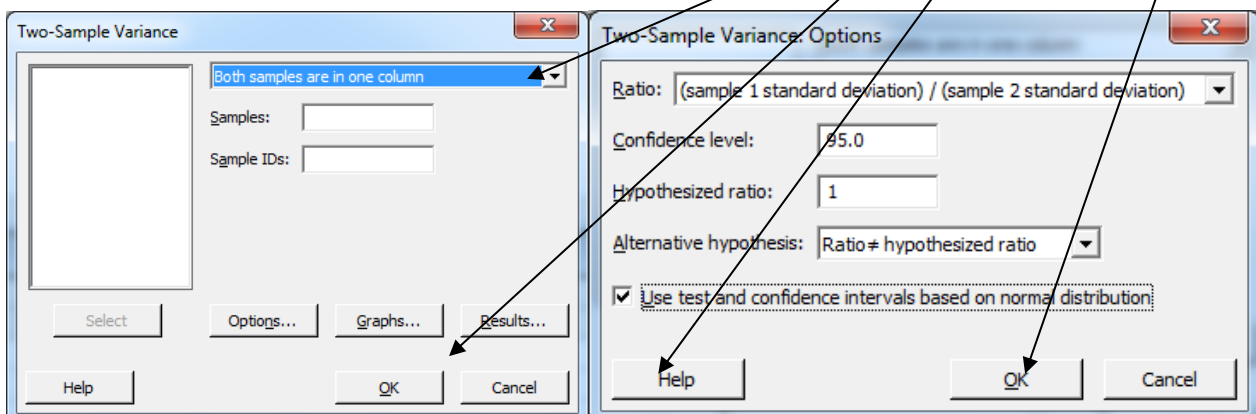 Two-Sample Variance
Both samples are in one column
Samples:
Sample IDs:
Select
Options...
Graphs...
Results...
Help
OK
Cancel
Two-Sample Variance: Options
Ratio: (sample 1 standard deviation) / (sample 2 standard deviation)
Confidence level: 95.0
Hypothesized ratio: 1
Alternative hypothesis: Ratio ≠ hypothesized ratio
Use test and confidence intervals based on normal distribution
Help
OK
Cancel